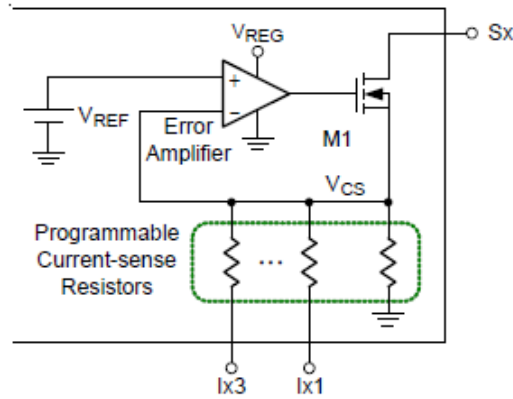 VREG
Sx
+
VREF
−
Error
Amplifier
M1
VCS
Programmable
Current-sense
Resistors
...
Ix3
Ix1